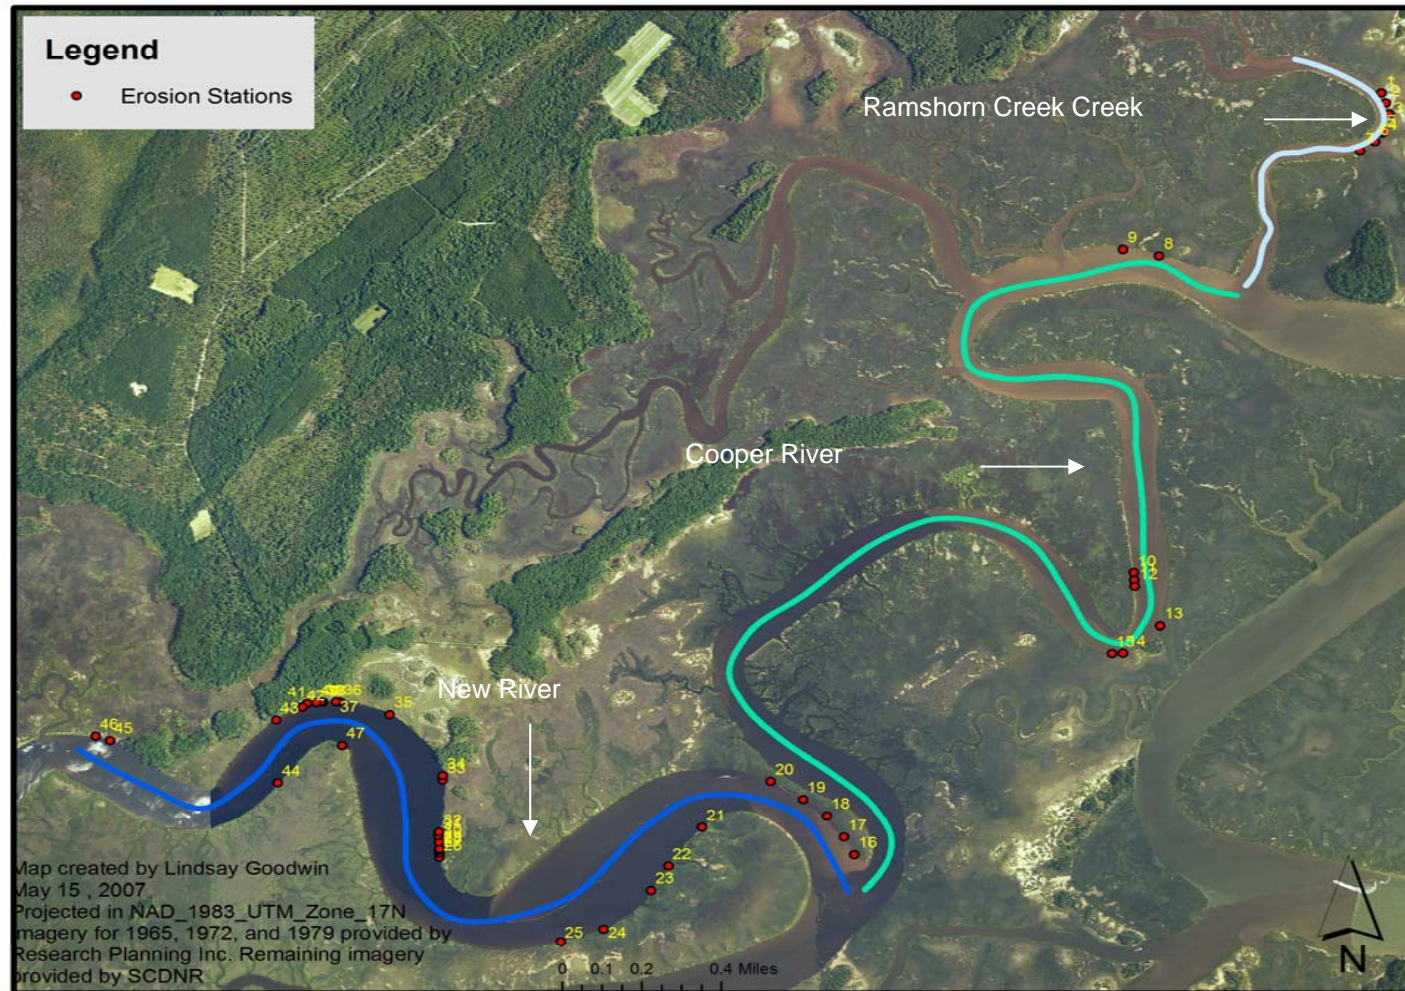 Legend
Erosion Stations
Ramshorn Creek Creek
9
8
Cooper River
10
12
13
14
New River
41
36
43
37
35
46
45
47
44
34
33
20
19
18
17
16
21
22
23
25
24
Map created by Lindsay Goodwin
May 15 , 2007
Projected in NAD_1983_UTM_Zone_17N
Imagery for 1965, 1972, and 1979 provided by
Research Planning Inc. Remaining imagery
provided by SCDNR
0 0.1 0.2 0.4 Miles
N